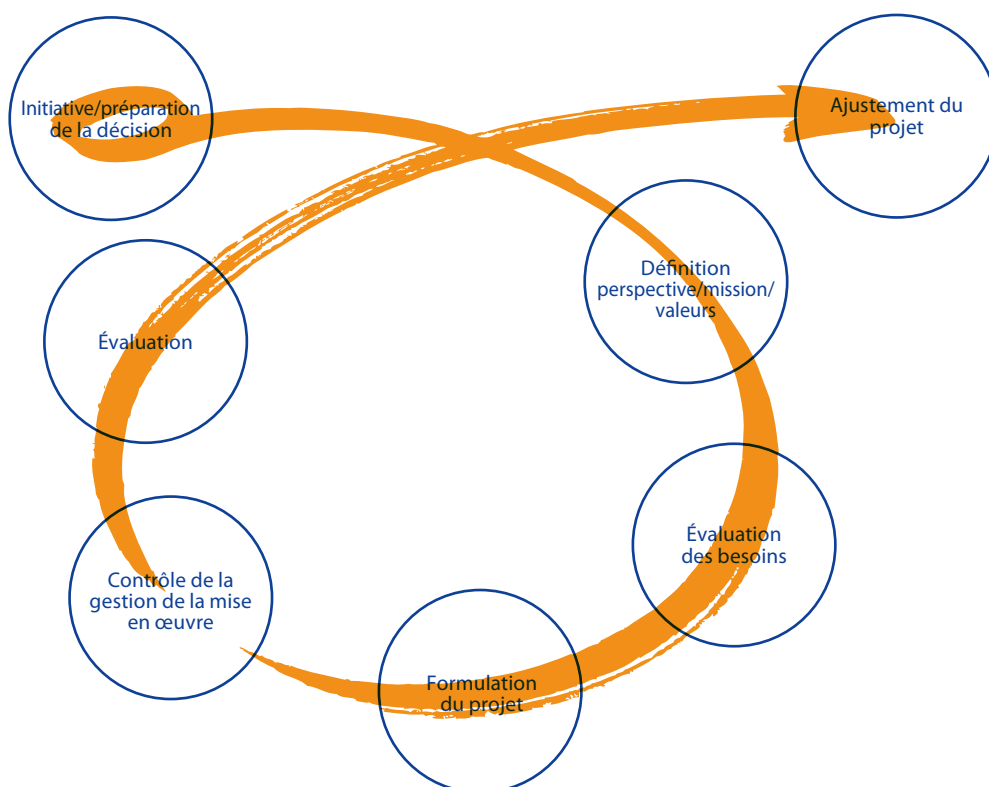 Initiative/préparation
de la décision
Ajustement du
projet
Définition
perspective/mission/
valeurs
Évaluation
Évaluation
des besoins
Contrôle de la
gestion de la mise
en œuvre
Formulation
du projet